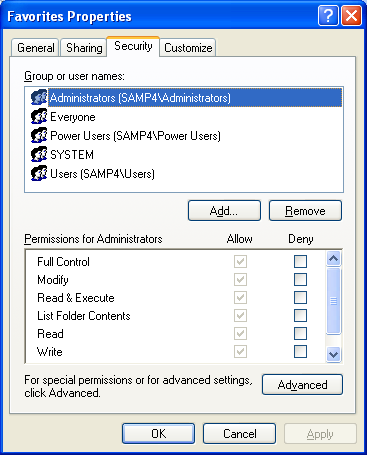 Favorites Properties
General Sharing Security Customize
Group or user names:
Administrators (SAMP4\Administrators)
Everyone
Power Users (SAMP4\Power Users)
SYSTEM
Users (SAMP4\Users)
Add... Remove
Permissions for Administrators Allow Deny
Full Control
Modify
Read & Execute
List Folder Contents
Read
Write
For special permissions or for advanced settings,
click Advanced.
Advanced
OK Cancel Apply